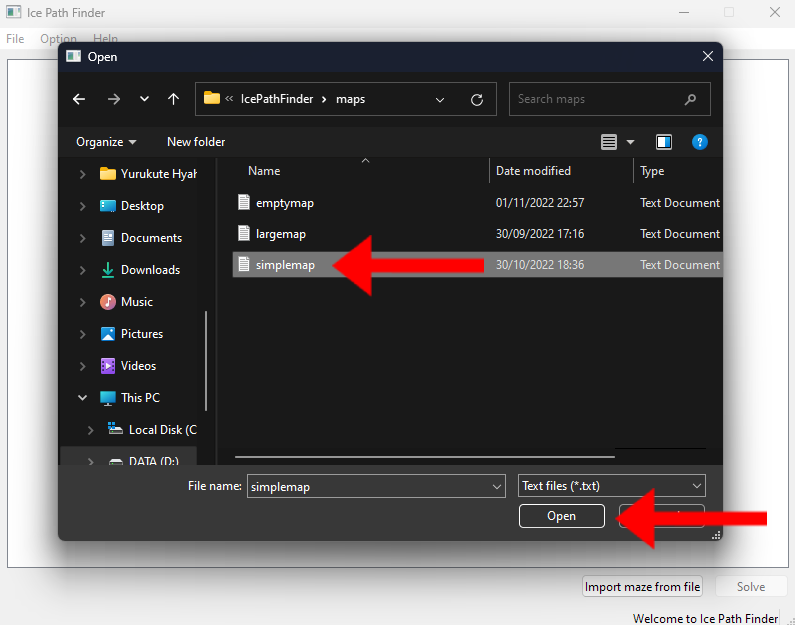 Ice Path Finder
File Option Help
Open
IcePathFinder maps
Search maps
Organize New folder
Name Date modified Type
Yurukute Hyał
Desktop
Documents
Downloads
Music
Pictures
Videos
This PC
Local Disk (C
DATA (D:)
emptymap 01/11/2022 22:57 Text Document
largemap 30/09/2022 17:16 Text Document
simplemap 30/10/2022 18:36 Text Document
File name: simplemap Text files (*.txt)
Open
Import maze from file Solve
Welcome to Ice Path Finder